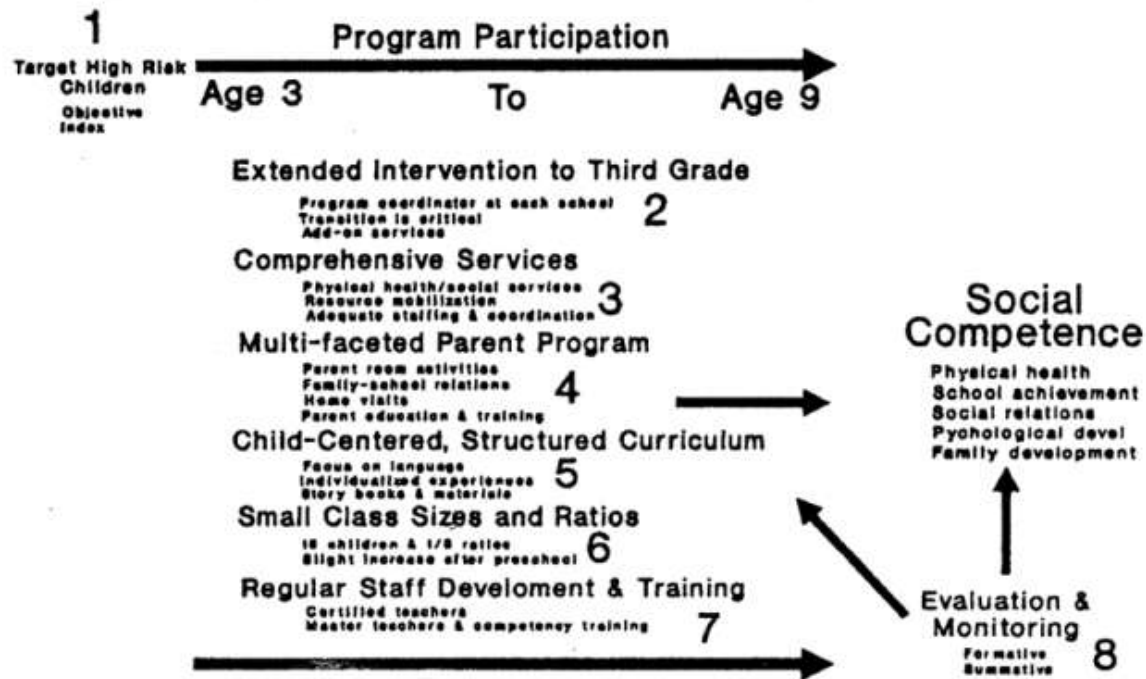 1
Target High Risk
Children
Objective
Index
Program Participation
Age 3 To Age 9
Extended Intervention to Third Grade
Program coordinator at each school
Transition is critical
Add-on services
2
Comprehensive Services
Physical health/social services
Resource mobilization
Adequate staffing & coordination
3
Multi-faceted Parent Program
Parent room activities
Family-school relations
Home visits
Parent education & training
4
Child-Centered, Structured Curriculum
Focus on language
Individualized experiences
Story books & materials
5
Small Class Sizes and Ratios
children & ratios
Slight increase after preschool
6
Regular Staff Develoment & Training
Certified teachers
Master teachers & competency training
7
Social
Competence
Physical health
School achievement
Social relations
Pychological devel
Family development
Evaluation &
Monitoring
Formative
Summative
8